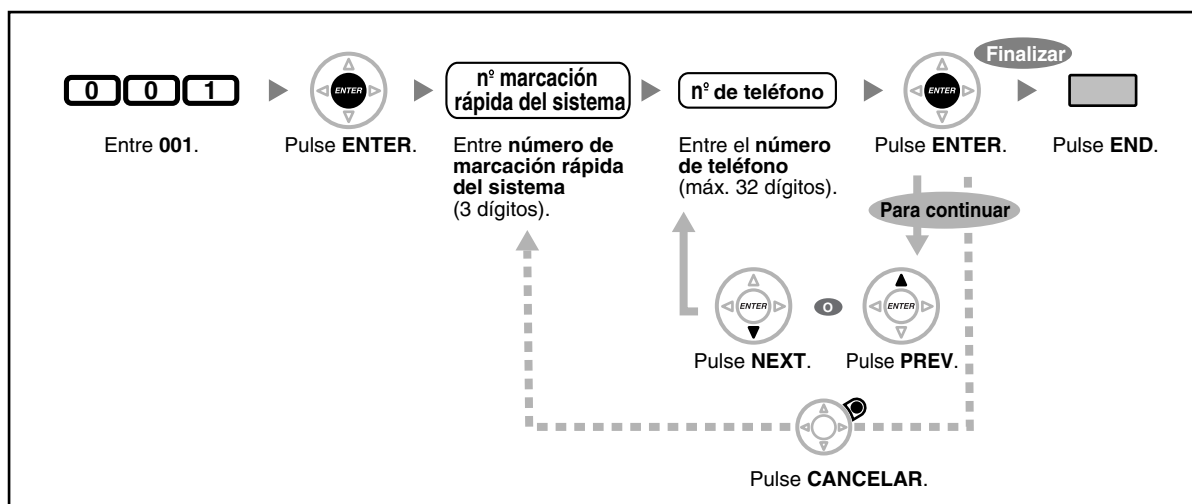 Finalizar
0 0 1
ENTER
nº marcación
rápida del sistema
nº de teléfono
ENTER
Entre 001.
Pulse ENTER.
Entre número de
marcación rápida
del sistema
(3 dígitos).
Entre el número
de teléfono
(máx. 32 dígitos).
Pulse ENTER.
Pulse END.
Para continuar
ENTER
O
ENTER
Pulse NEXT.
Pulse PREV.
Pulse CANCELAR.